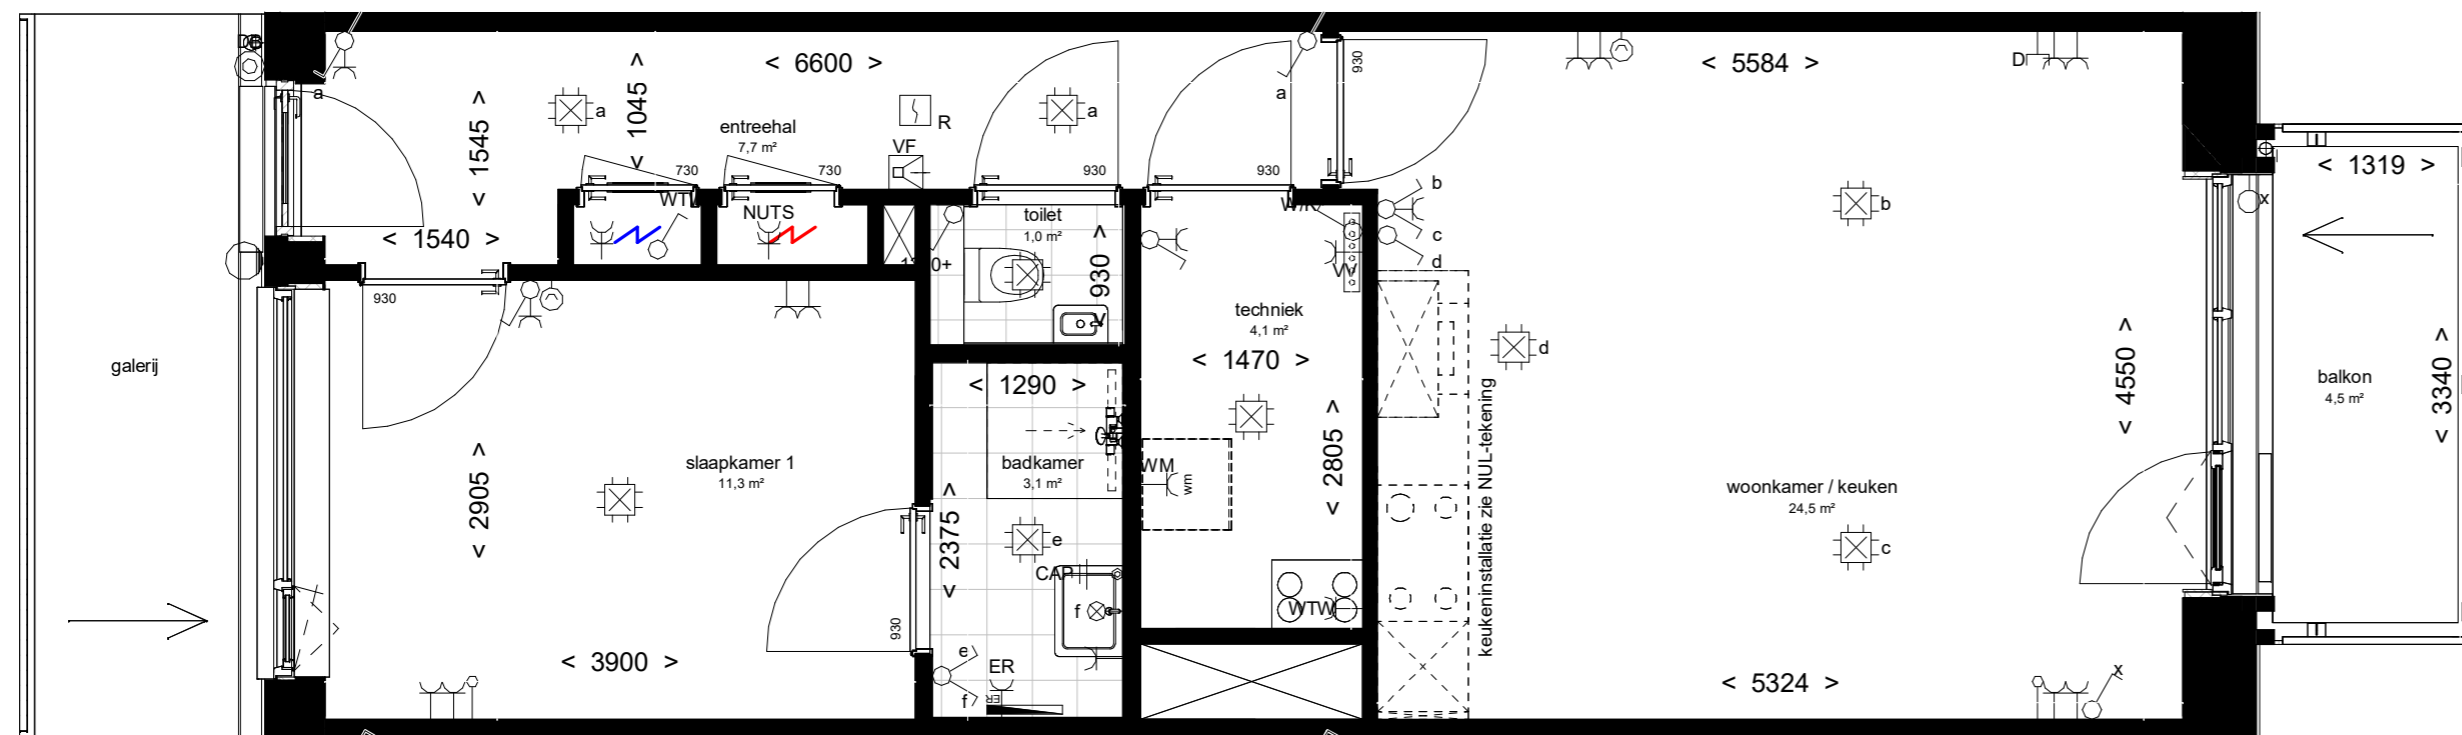 < 6600 >
930
< 5584 >
D
a
< 1545 >
< 1045 >
a
entreehal
7,7 m²
R
VF
a
a
< 1319 >
730
730
930
930
WTW
NUTS
toilet
1,0 m²
b
c
d
b
x
< 1540 >
930
< 930 >
VV
techniek
4,1 m²
< 1470 >
d
galerij
< 1290 >
< 4550 >
balkon
4,5 m²
< 3340 >
< 2905 >
slaapkamer 1
11,3 m²
badkamer
3,1 m²
WM
wm
< 2805 >
keukeninstallatie zie NUL-tekening
woonkamer / keuken
24,5 m²
< 2375 >
e
c
CAP
f
WTW
930
< 3900 >
e
ER
f
ER
< 5324 >
x